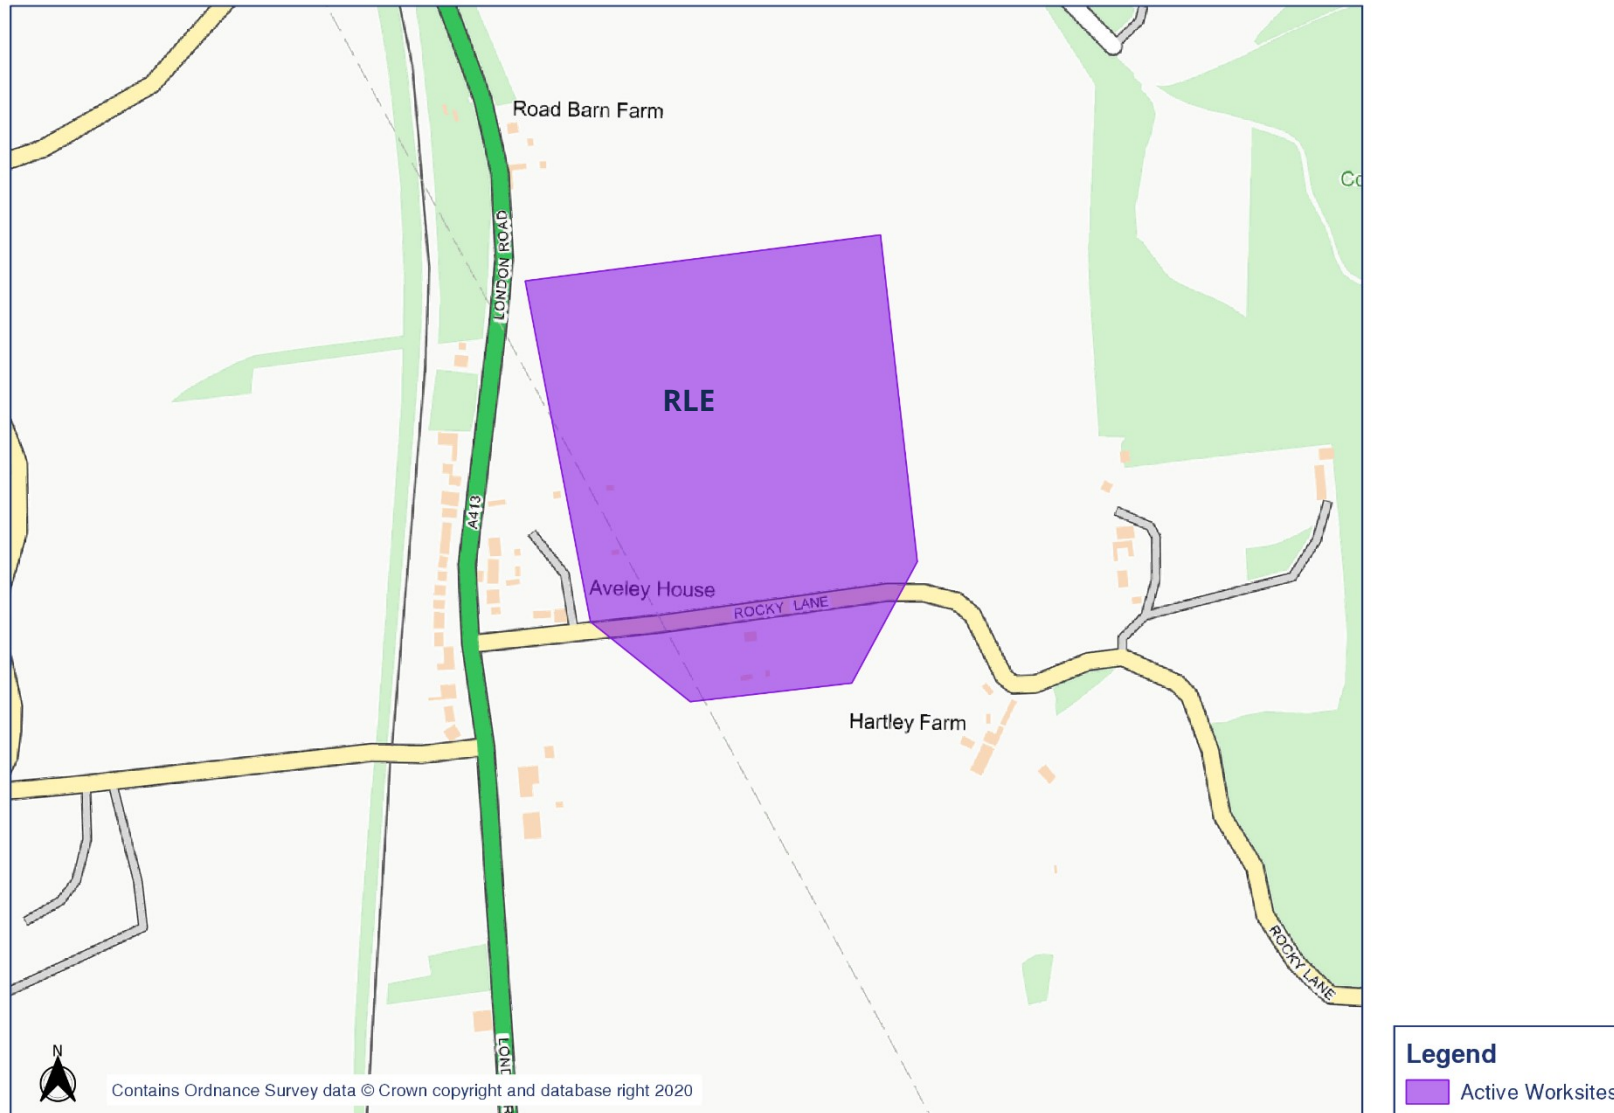 Road Barn Farm
Co
LONDON ROAD
RLE
A413
Aveley House
ROCKY LANE
Hartley Farm
ROCKY LANE
N
Contains Ordnance Survey data © Crown copyright and database right 2020
Legend
Active Worksites